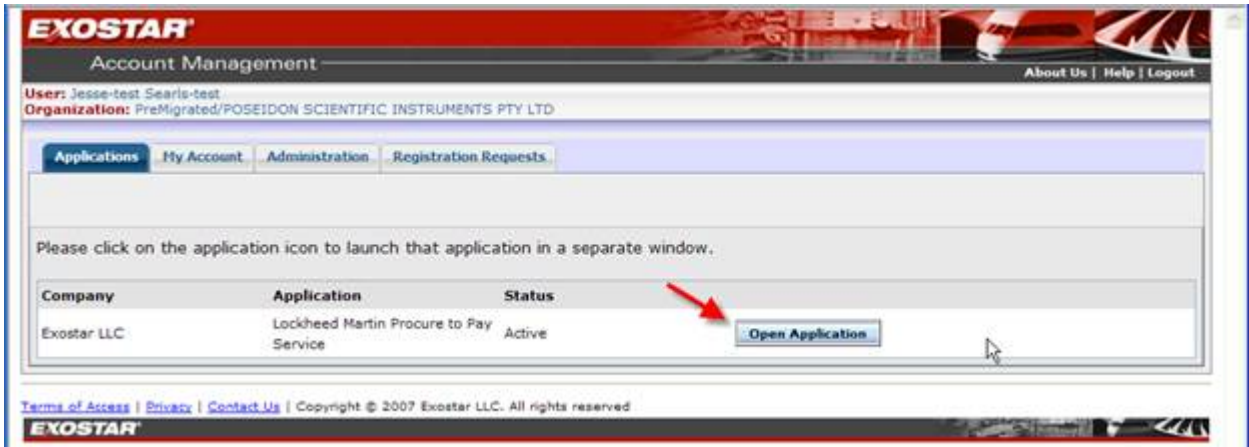 EXOSTAR
Account Management
About Us | Help | Logout
User: Jesse-test Searls-test
Organization: PreMigrated/POSEIDON SCIENTIFIC INSTRUMENTS PTY LTD
Applications My Account Administration Registration Requests
Please click on the application icon to launch that application in a separate window.
Company Application Status
Exostar LLC Lockheed Martin Procure to Pay Service Active Open Application
Terms of Access | Privacy | Contact Us | Copyright © 2007 Exostar LLC. All rights reserved
EXOSTAR